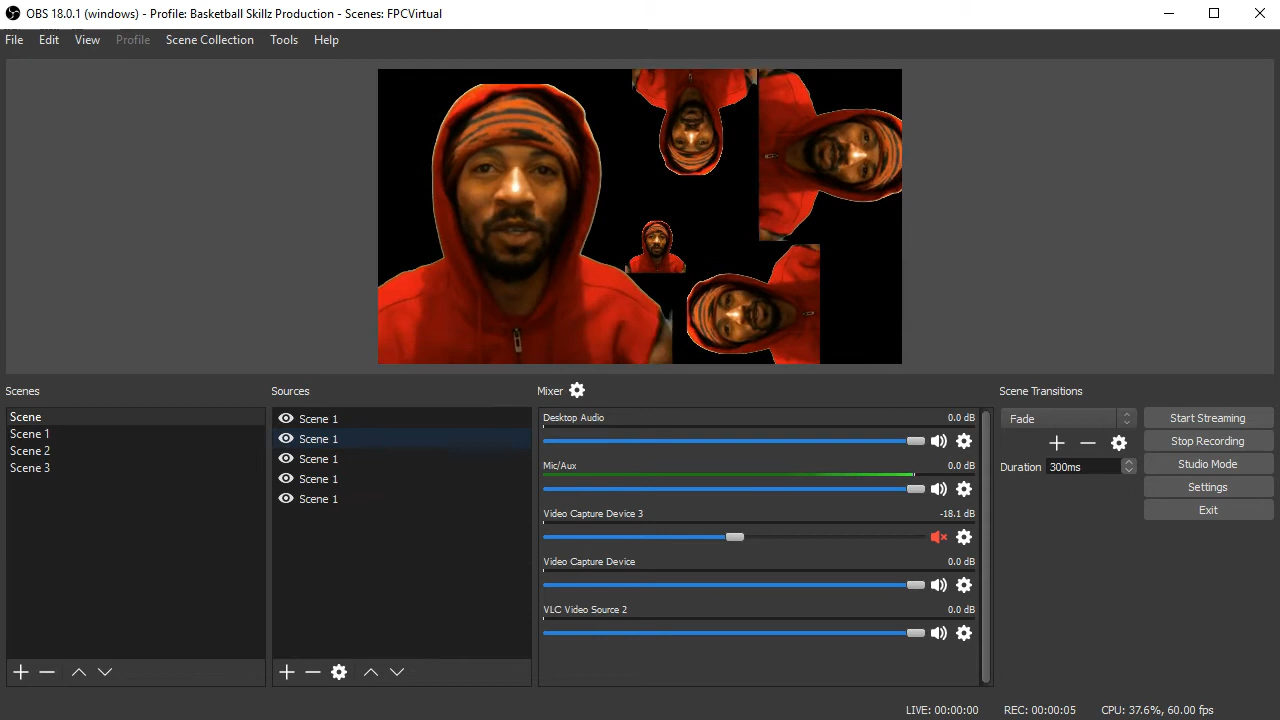 OBS 18.0.1 (windows) - Profile: Basketball Skillz Production - Scenes: FPCVirtual
File Edit View Profile Scene Collection Tools Help
Scenes
Scene
Scene 1
Scene 2
Scene 3
Sources
Scene 1
Scene 1
Scene 1
Scene 1
Scene 1
Mixer
Desktop Audio 0.0 dB
Mic/Aux 0.0 dB
Video Capture Device 3 -18.1 dB
Video Capture Device 0.0 dB
VLC Video Source 2 0.0 dB
Scene Transitions
Fade
Duration 300ms
Start Streaming
Stop Recording
Studio Mode
Settings
Exit
LIVE: 00:00:00 REC: 00:00:05 CPU: 37.6%, 60.00 fps